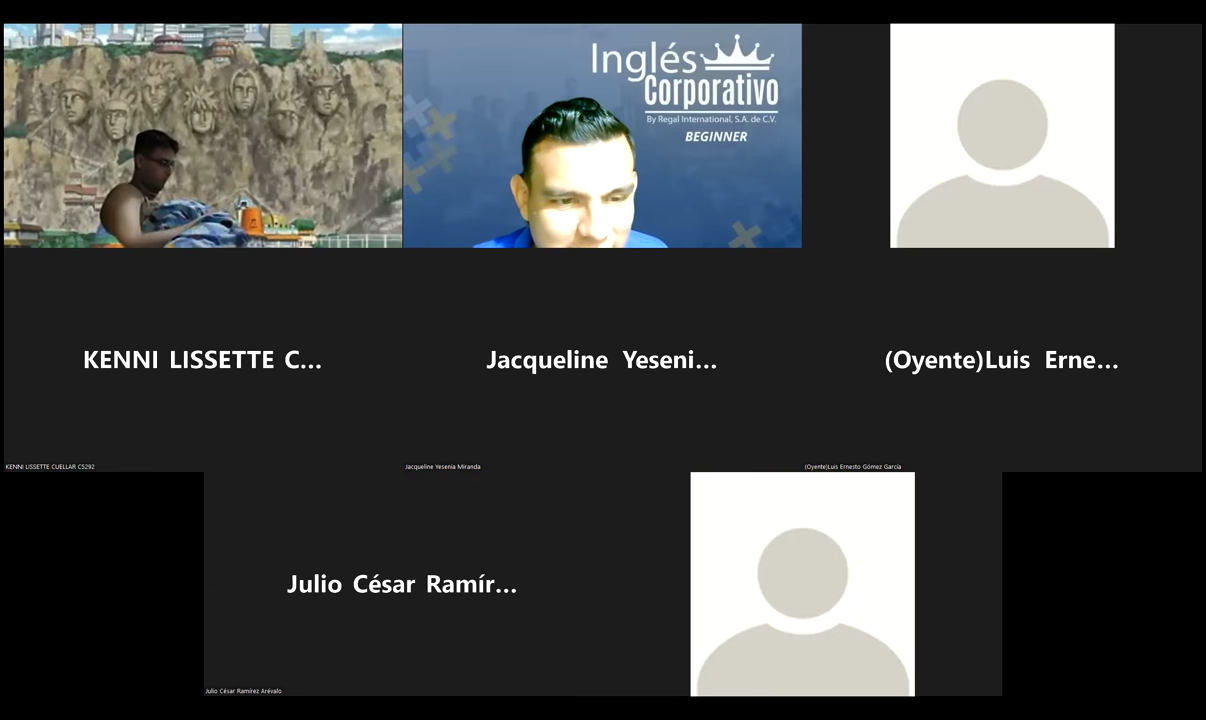 Inglés
Corporativo
By Regal International, S.A. de C.V.
BEGINNER
KENNI LISSETTE C...
Jacqueline Yeseni...
(Oyente)Luis Erne...
KENNI LISSETTE CUELLAR C5292
Jacqueline Yesenia Miranda
(Oyente)Luis Ernesto Gómez García
Julio César Ramír...
Julio César Ramírez Arévalo